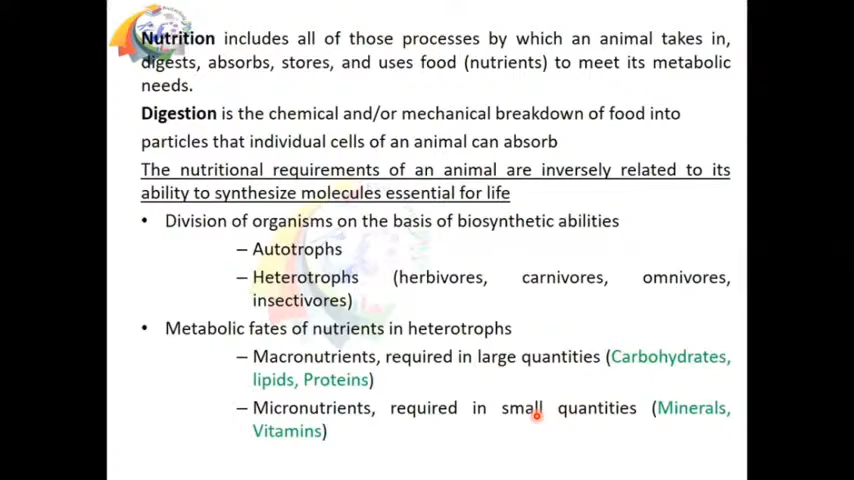 Nutrition includes all of those processes by which an animal takes in,
digests, absorbs, stores, and uses food (nutrients) to meet its metabolic
needs.
Digestion is the chemical and/or mechanical breakdown of food into
particles that individual cells of an animal can absorb
The nutritional requirements of an animal are inversely related to its
ability to synthesize molecules essential for life
• Division of organisms on the basis of biosynthetic abilities
– Autotrophs
– Heterotrophs (herbivores, carnivores, omnivores,
insectivores)
• Metabolic fates of nutrients in heterotrophs
– Macronutrients, required in large quantities (Carbohydrates,
lipids, Proteins)
– Micronutrients, required in small quantities (Minerals,
Vitamins)